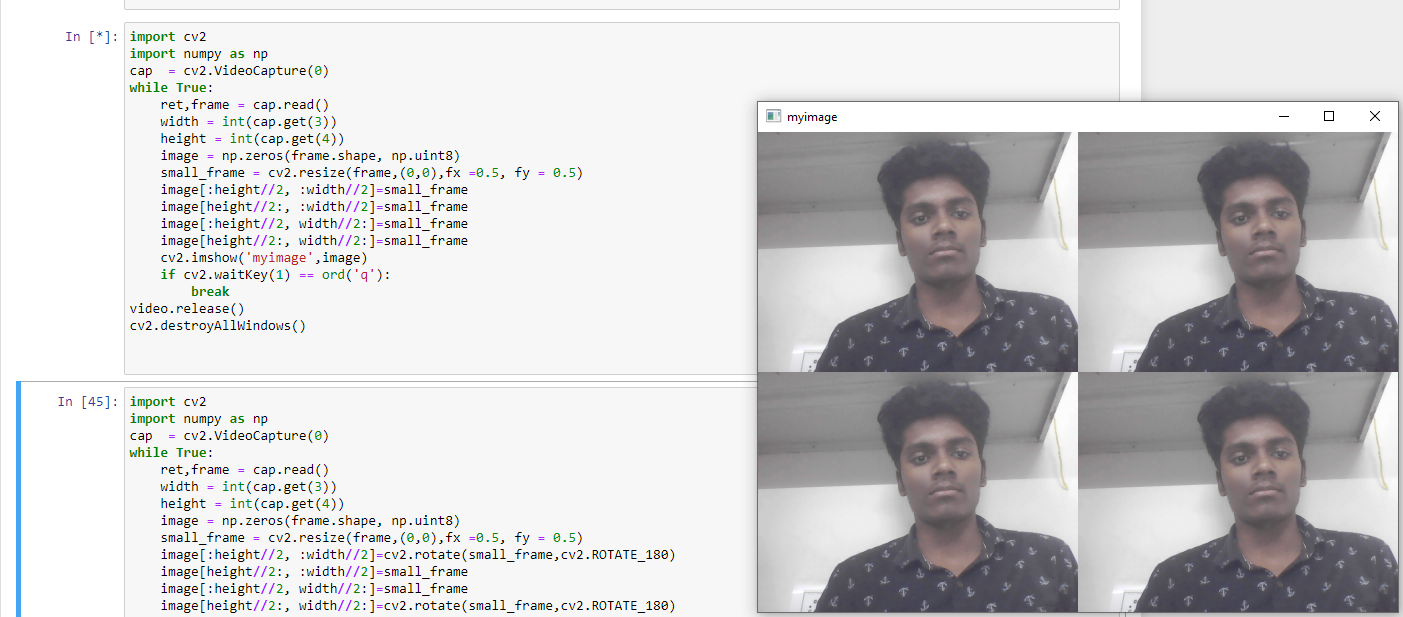 In [*]:
import cv2
import numpy as np
cap  = cv2.VideoCapture(0)
while True:
    ret,frame = cap.read()
    width = int(cap.get(3))
    height = int(cap.get(4))
    image = np.zeros(frame.shape, np.uint8)
    small_frame = cv2.resize(frame,(0,0),fx =0.5, fy = 0.5)
    image[:height//2, :width//2]=small_frame
    image[height//2:, :width//2]=small_frame
    image[:height//2, width//2:]=small_frame
    image[height//2:, width//2:]=small_frame
    cv2.imshow('myimage',image)
    if cv2.waitKey(1) == ord('q'):
        break
video.release()
cv2.destroyAllWindows()
myimage
In [45]:
import cv2
import numpy as np
cap  = cv2.VideoCapture(0)
while True:
    ret,frame = cap.read()
    width = int(cap.get(3))
    height = int(cap.get(4))
    image = np.zeros(frame.shape, np.uint8)
    small_frame = cv2.resize(frame,(0,0),fx =0.5, fy = 0.5)
    image[:height//2, :width//2]=cv2.rotate(small_frame,cv2.ROTATE_180)
    image[height//2:, :width//2]=small_frame
    image[:height//2, width//2:]=small_frame
    image[height//2:, width//2:]=cv2.rotate(small_frame,cv2.ROTATE_180)